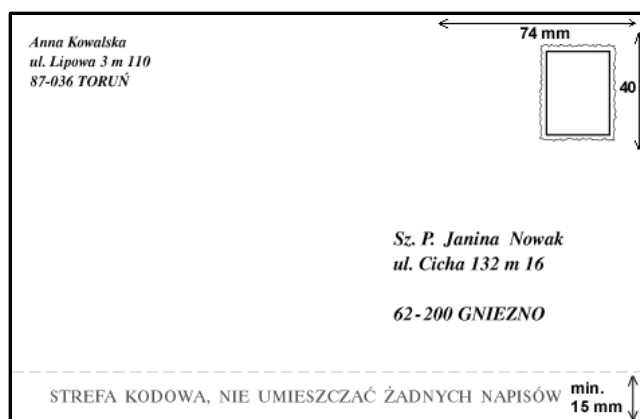 Anna Kowalska
ul. Lipowa 3 m 110
87-036 TORUŃ
74 mm
40
Sz. P. Janina Nowak
ul. Cicha 132 m 16
62-200 GNIEZNO
STREFA KODOWA, NIE UMIESZCZAĆ ŻADNYCH NAPISÓW
min.
15 mm